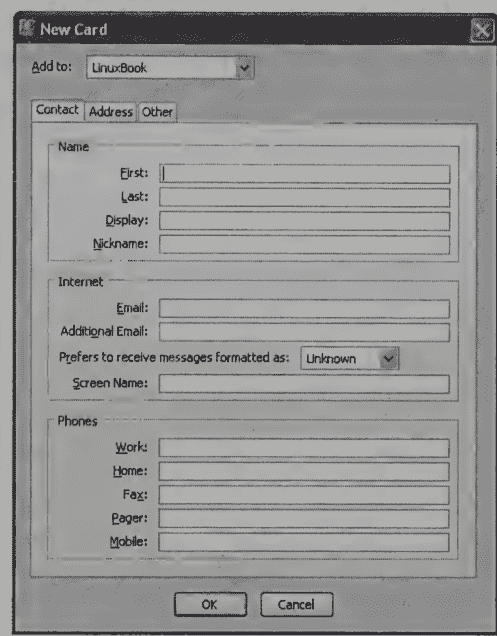 New Card
Add to: LinuxBook
Contact Address Other
Name
First:
Last:
Display:
Nickname:
Internet
Email:
Additional Email:
Prefers to receive messages formatted as: Unknown
Screen Name:
Phones
Work:
Home:
Fax:
Pager:
Mobile:
OK Cancel